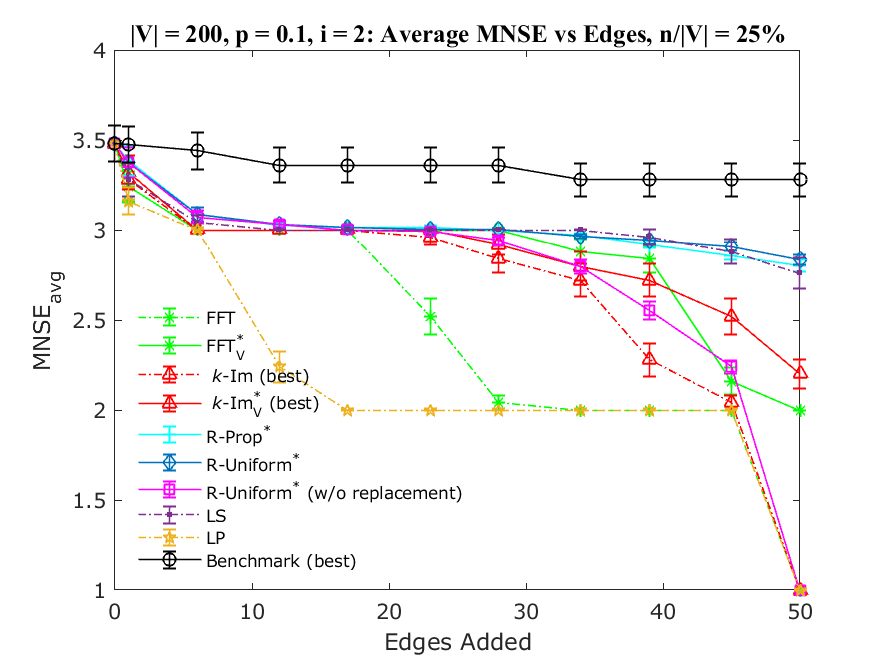 |V| = 200, p = 0.1, i = 2: Average MNSE vs Edges, n/|V| = 25%
4
3.5
3
2.5
2
1.5
1
MNSE_avg
FFT
FFT*_V
k-Im (best)
k-Im*_V (best)
R-Prop*
R-Uniform*
R-Uniform* (w/o replacement)
LS
LP
Benchmark (best)
0 10 20 30 40 50
Edges Added